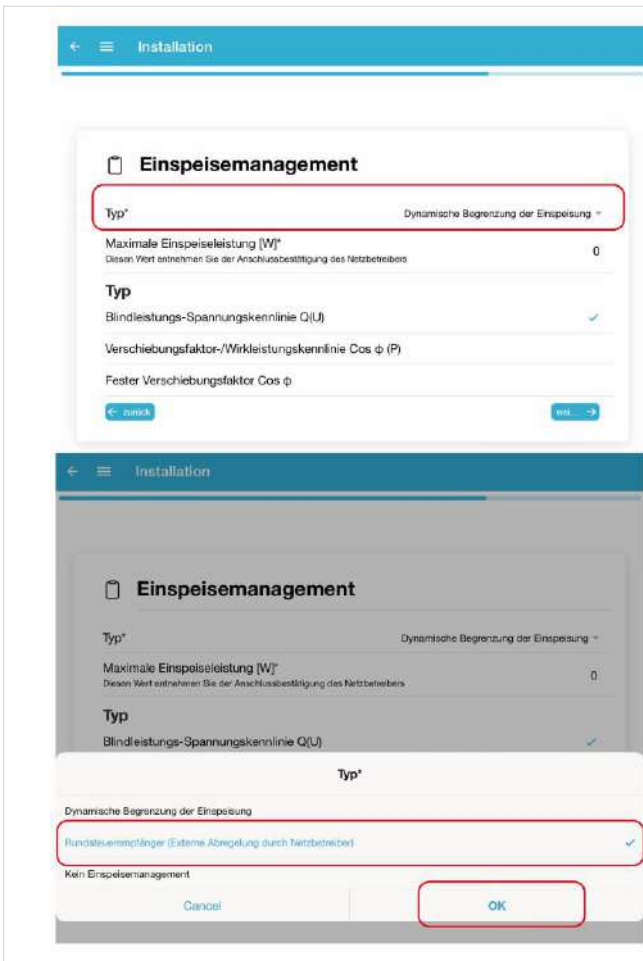 Installation
Einspeisemanagement
Typ* Dynamische Begrenzung der Einspeisung
Maximale Einspeiseleistung [W]* 0
Diesen Wert entnehmen Sie der Anschlussbestätigung des Netzbetreibers
Typ
Blindleistungs-Spannungskennlinie Q(U)
Verschiebungsfaktor-/Wirkleistungskennlinie Cos φ (P)
Fester Verschiebungsfaktor Cos φ
← zurück wei... →
Installation
Einspeisemanagement
Typ* Dynamische Begrenzung der Einspeisung
Maximale Einspeiseleistung [W]* 0
Diesen Wert entnehmen Sie der Anschlussbestätigung des Netzbetreibers
Typ
Blindleistungs-Spannungskennlinie Q(U)
Typ*
Dynamische Begrenzung der Einspeisung
Rundsteuerempfänger (Externe Abregelung durch Netzbetreiber)
Kein Einspeisemanagement
Cancel OK